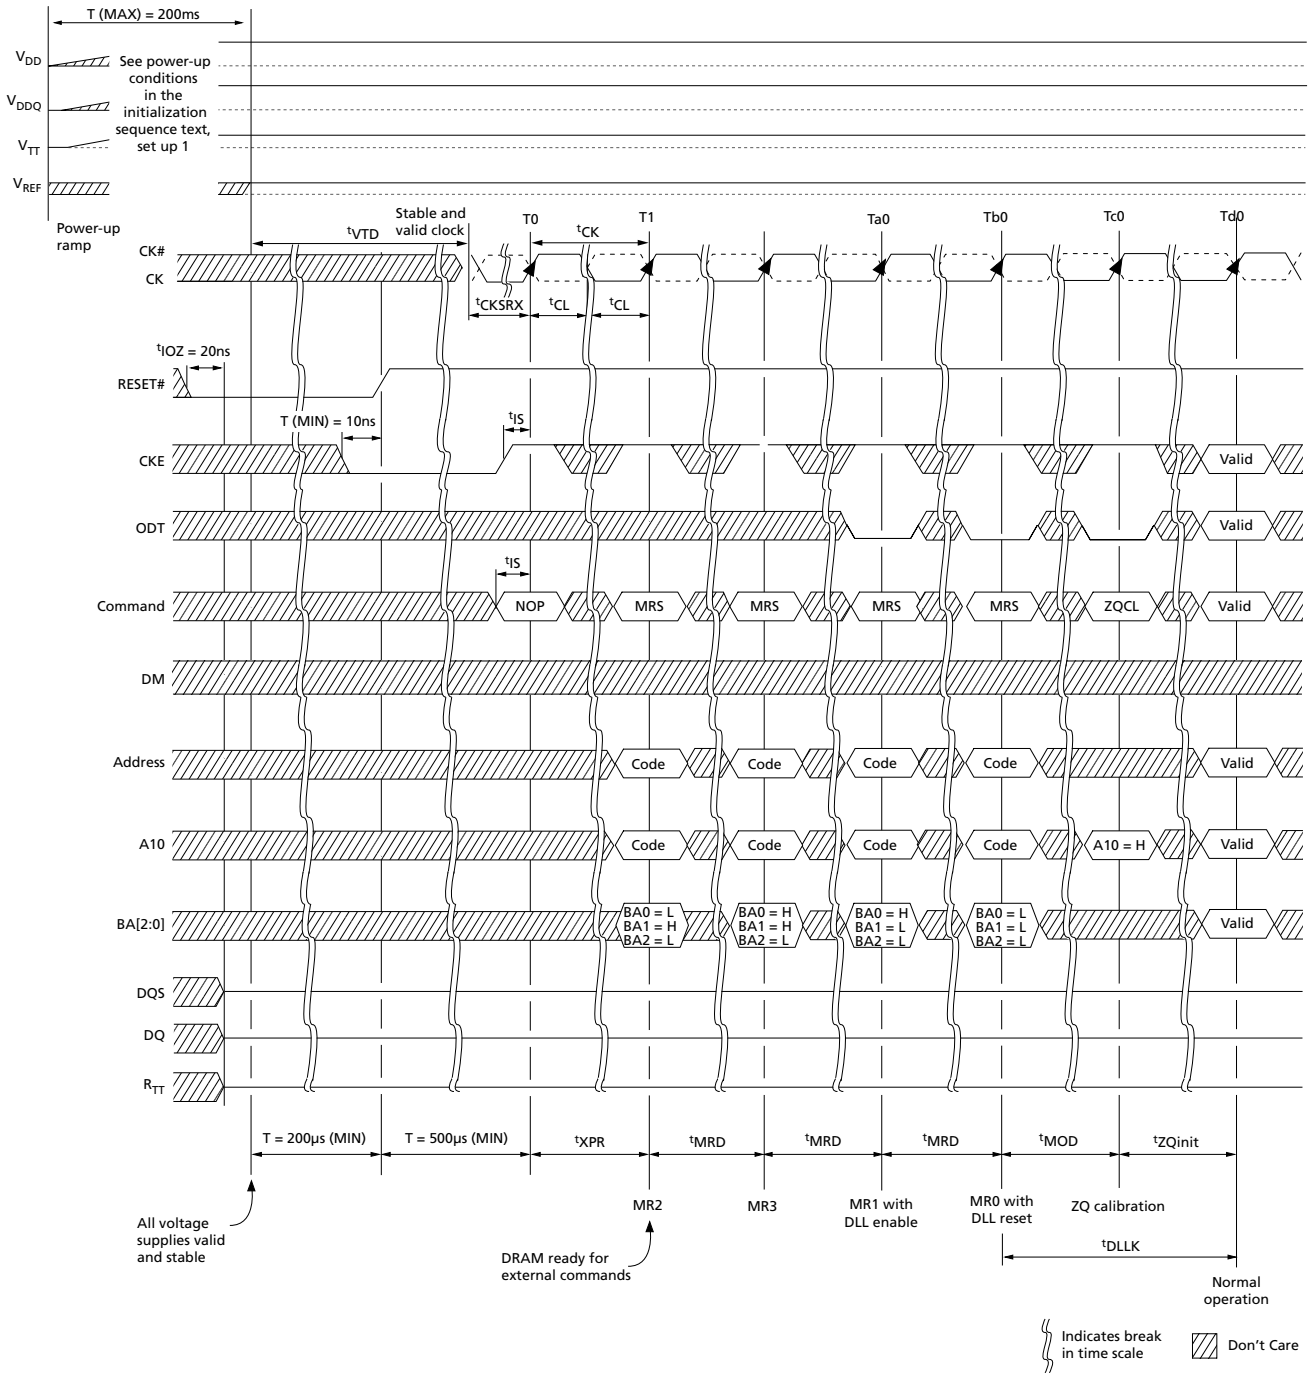 T (MAX) = 200ms
VDD
See power-up
conditions
in the
initialization
sequence text,
set up 1
VDDQ
VTT
VREF
Power-up
ramp
Stable and
valid clock
T0
T1
Ta0
Tb0
Tc0
Td0
tVTD
tCK
CK#
CK
tCKSRX
tCL
tCL
tIOZ = 20ns
RESET#
T (MIN) = 10ns
tIS
CKE
Valid
ODT
Valid
tIS
Command
NOP
MRS
MRS
MRS
MRS
ZQCL
Valid
DM
Address
Code
Code
Code
Code
Valid
A10
Code
Code
Code
Code
A10 = H
Valid
BA[2:0]
BA0 = L
BA1 = H
BA2 = L
BA0 = H
BA1 = H
BA2 = L
BA0 = H
BA1 = L
BA2 = L
BA0 = L
BA1 = L
BA2 = L
Valid
DQS
DQ
RTT
T = 200μs (MIN)
T = 500μs (MIN)
tXPR
tMRD
tMRD
tMRD
tMOD
tZQinit
MR2
MR3
MR1 with
DLL enable
MR0 with
DLL reset
ZQ calibration
All voltage
supplies valid
and stable
DRAM ready for
external commands
tDLLK
Normal
operation
Indicates break
in time scale
Don't Care